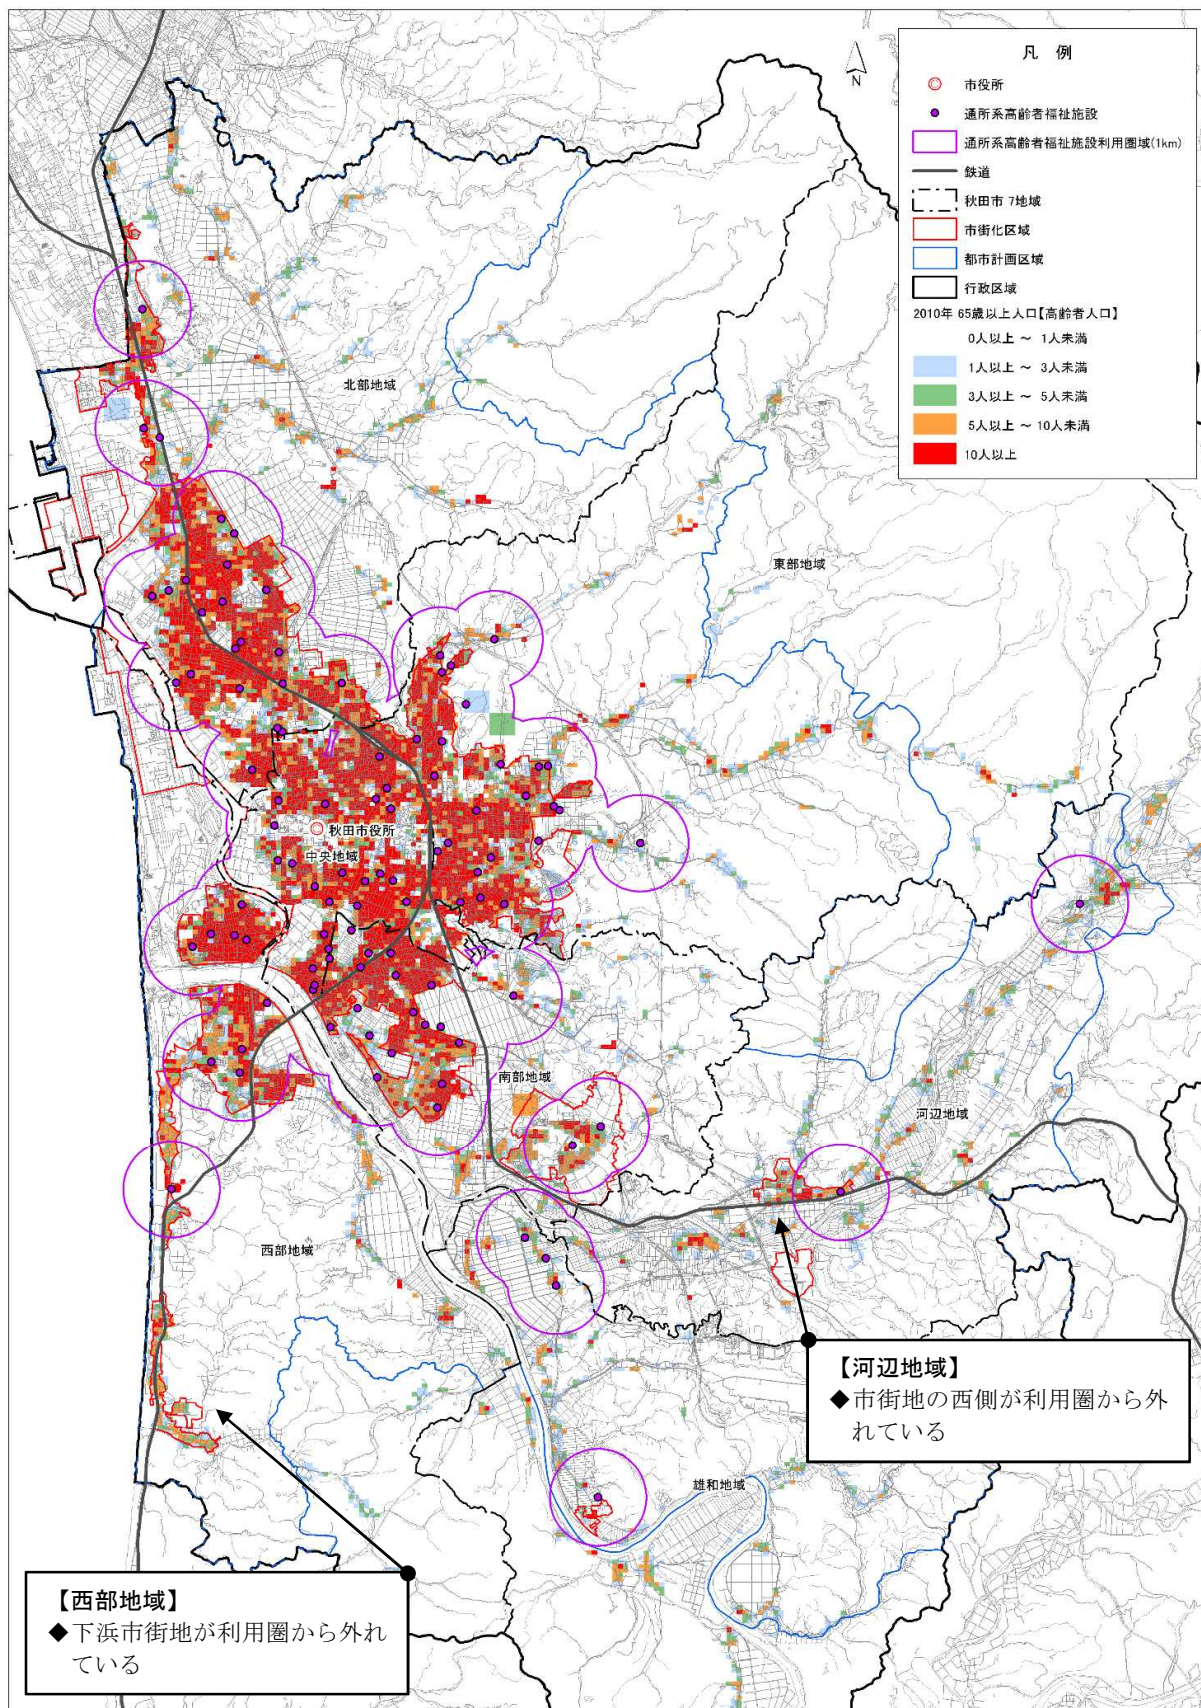 凡 例
市役所
通所系高齢者福祉施設
通所系高齢者福祉施設利用圏域(1km)
鉄道
秋田市 7地域
市街化区域
都市計画区域
行政区域
2010年 65歳以上人口【高齢者人口】
0人以上 ～ 1人未満
1人以上 ～ 3人未満
3人以上 ～ 5人未満
5人以上 ～ 10人未満
10人以上
N
北部地域
東部地域
秋田市役所
中央地域
南部地域
河辺地域
西部地域
雄和地域
【河辺地域】
◆市街地の西側が利用圏から外
れている
【西部地域】
◆下浜市街地が利用圏から外れ
ている